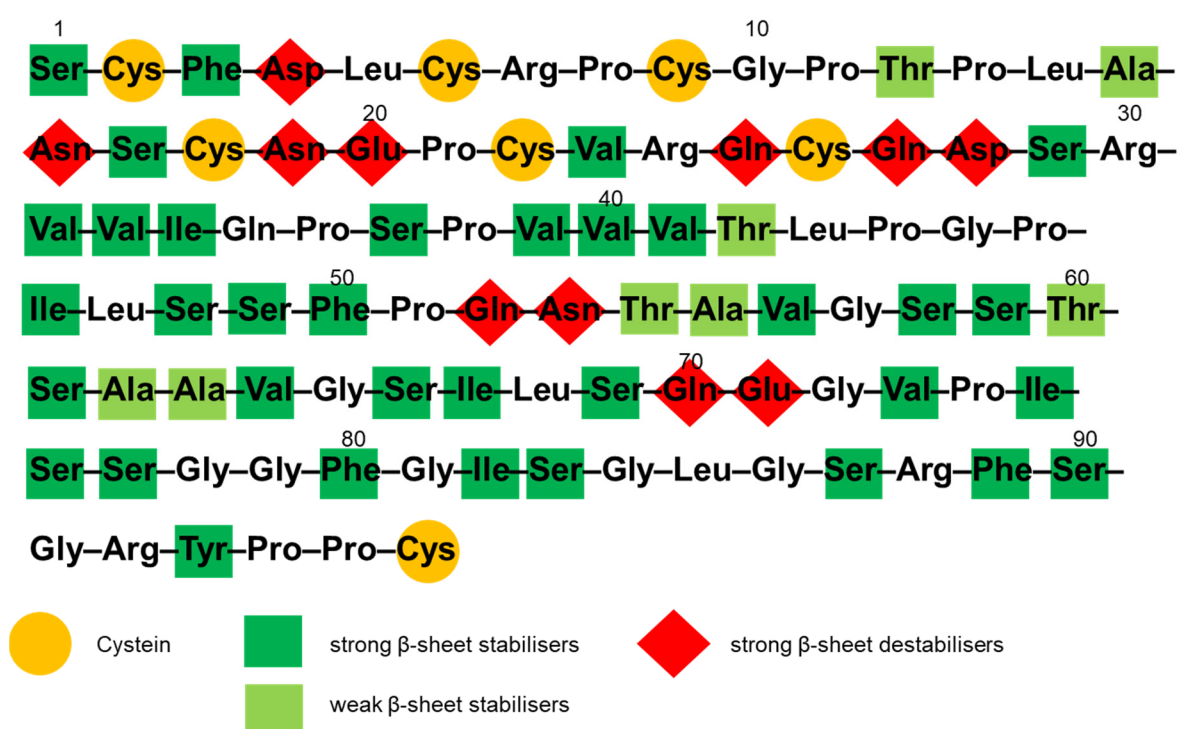 1 10
Ser–Cys–Phe–Asp–Leu–Cys–Arg–Pro–Cys–Gly–Pro–Thr–Pro–Leu–Ala–
20 30
Asn–Ser–Cys–Asn–Glu–Pro–Cys–Val–Arg–Gln–Cys–Gln–Asp–Ser–Arg–
40
Val–Val–Ile–Gln–Pro–Ser–Pro–Val–Val–Val–Thr–Leu–Pro–Gly–Pro–
50 60
Ile–Leu–Ser–Ser–Phe–Pro–Gln–Asn–Thr–Ala–Val–Gly–Ser–Ser–Thr–
70
Ser–Ala–Ala–Val–Gly–Ser–Ile–Leu–Ser–Gln–Glu–Gly–Val–Pro–Ile–
80 90
Ser–Ser–Gly–Gly–Phe–Gly–Ile–Ser–Gly–Leu–Gly–Ser–Arg–Phe–Ser–
Gly–Arg–Tyr–Pro–Pro–Cys
Cystein strong β-sheet stabilisers strong β-sheet destabilisers
weak β-sheet stabilisers